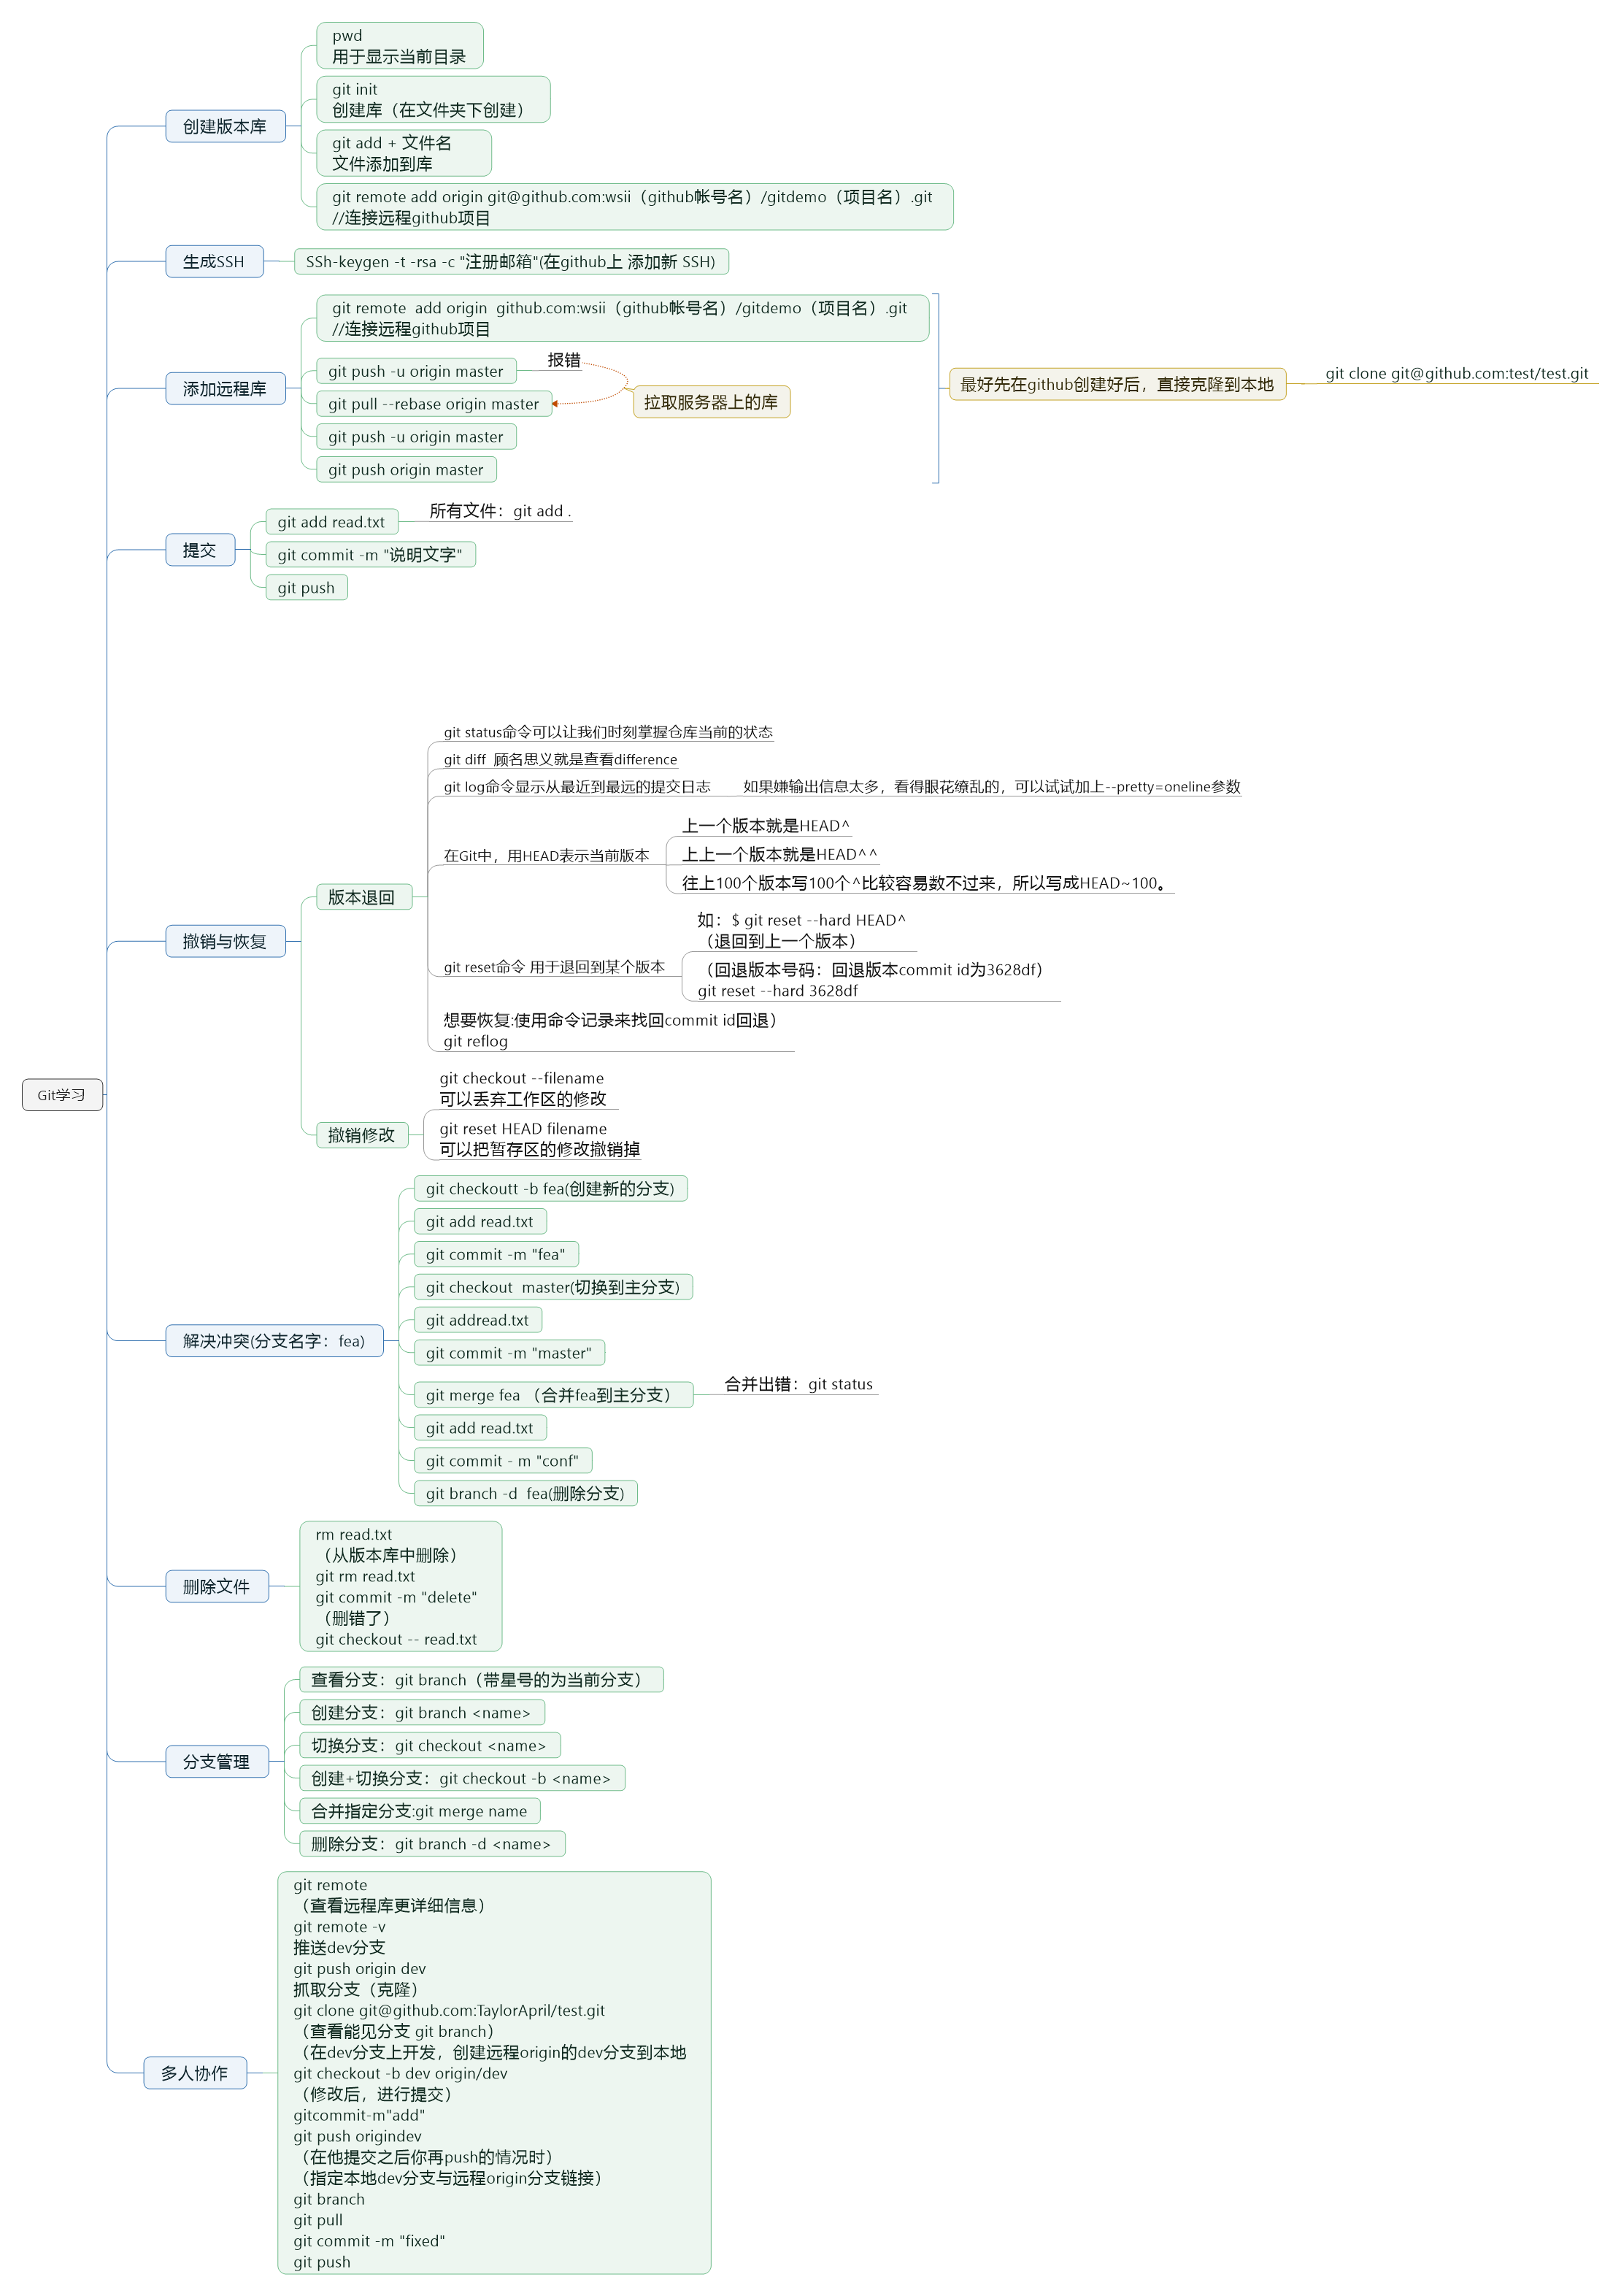 Git学习
创建版本库
pwd
用于显示当前目录
git init
创建库（在文件夹下创建）
git add + 文件名
文件添加到库
git remote add origin git@github.com:wsii（github帐号名）/gitdemo（项目名）.git
//连接远程github项目
生成SSH
SSh-keygen -t -rsa -c "注册邮箱"(在github上 添加新 SSH)
添加远程库
git remote  add origin  github.com:wsii（github帐号名）/gitdemo（项目名）.git
//连接远程github项目
git push -u origin master
报错
git pull --rebase origin master
拉取服务器上的库
git push -u origin master
git push origin master
最好先在github创建好后，直接克隆到本地
git clone git@github.com:test/test.git
提交
git add read.txt
所有文件：git add .
git commit -m "说明文字"
git push
撤销与恢复
版本退回
git status命令可以让我们时刻掌握仓库当前的状态
git diff  顾名思义就是查看difference
git log命令显示从最近到最远的提交日志
如果嫌输出信息太多，看得眼花缭乱的，可以试试加上--pretty=oneline参数
在Git中，用HEAD表示当前版本
上一个版本就是HEAD^
上上一个版本就是HEAD^^
往上100个版本写100个^比较容易数不过来，所以写成HEAD~100。
git reset命令 用于退回到某个版本
如：$ git reset --hard HEAD^
（退回到上一个版本）
（回退版本号码：回退版本commit id为3628df）
git reset --hard 3628df
想要恢复:使用命令记录来找回commit id回退）
git reflog
撤销修改
git checkout --filename
可以丢弃工作区的修改
git reset HEAD filename
可以把暂存区的修改撤销掉
解决冲突(分支名字：fea)
git checkoutt -b fea(创建新的分支)
git add read.txt
git commit -m "fea"
git checkout  master(切换到主分支)
git addread.txt
git commit -m "master"
git merge fea （合并fea到主分支）
合并出错：git status
git add read.txt
git commit - m "conf"
git branch -d  fea(删除分支)
删除文件
rm read.txt
（从版本库中删除）
git rm read.txt
git commit -m "delete"
（删错了）
git checkout -- read.txt
分支管理
查看分支：git branch（带星号的为当前分支）
创建分支：git branch <name>
切换分支：git checkout <name>
创建+切换分支：git checkout -b <name>
合并指定分支:git merge name
删除分支：git branch -d <name>
多人协作
git remote
（查看远程库更详细信息）
git remote -v
推送dev分支
git push origin dev
抓取分支（克隆）
git clone git@github.com:TaylorApril/test.git
（查看能见分支 git branch）
（在dev分支上开发，创建远程origin的dev分支到本地
git checkout -b dev origin/dev
（修改后，进行提交）
gitcommit-m"add"
git push origindev
（在他提交之后你再push的情况时）
（指定本地dev分支与远程origin分支链接）
git branch
git pull
git commit -m "fixed"
git push